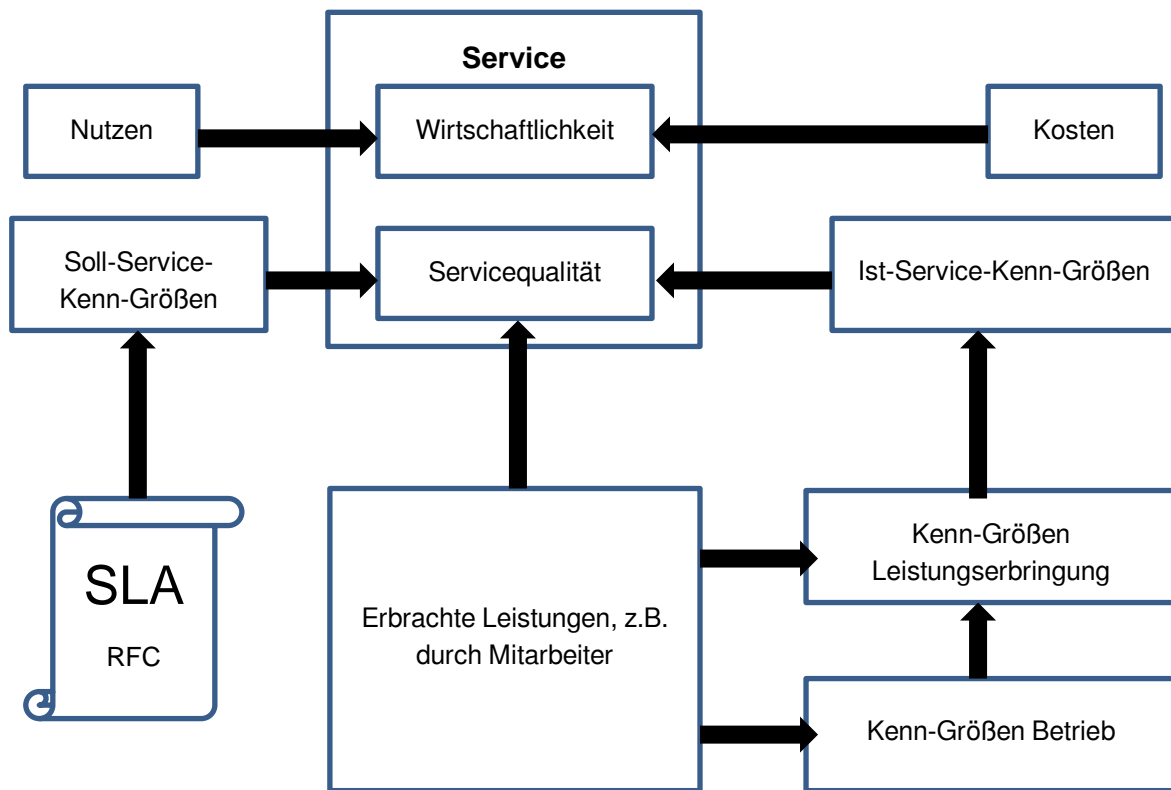 Service
Nutzen
Wirtschaftlichkeit
Kosten
Soll-Service-
Kenn-Größen
Servicequalität
Ist-Service-Kenn-Größen
SLA
RFC
Erbrachte Leistungen, z.B.
durch Mitarbeiter
Kenn-Größen
Leistungserbringung
Kenn-Größen Betrieb